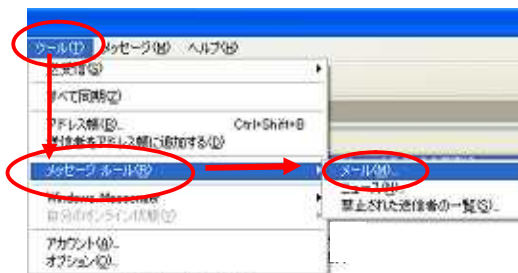 ツール(T) メッセージ(M) ヘルプ(H)
送受信(S)
すべて同期(Z)
アドレス帳(B)... Ctrl+Shift+B
送信者をアドレス帳に追加する(D)
メッセージ ルール(R)
メール(M)...
ニュース(N)...
禁止された送信者の一覧(S)...
Windows Messenger
自分のオンライン状態(Y)
アカウント(A)...
オプション(O)...